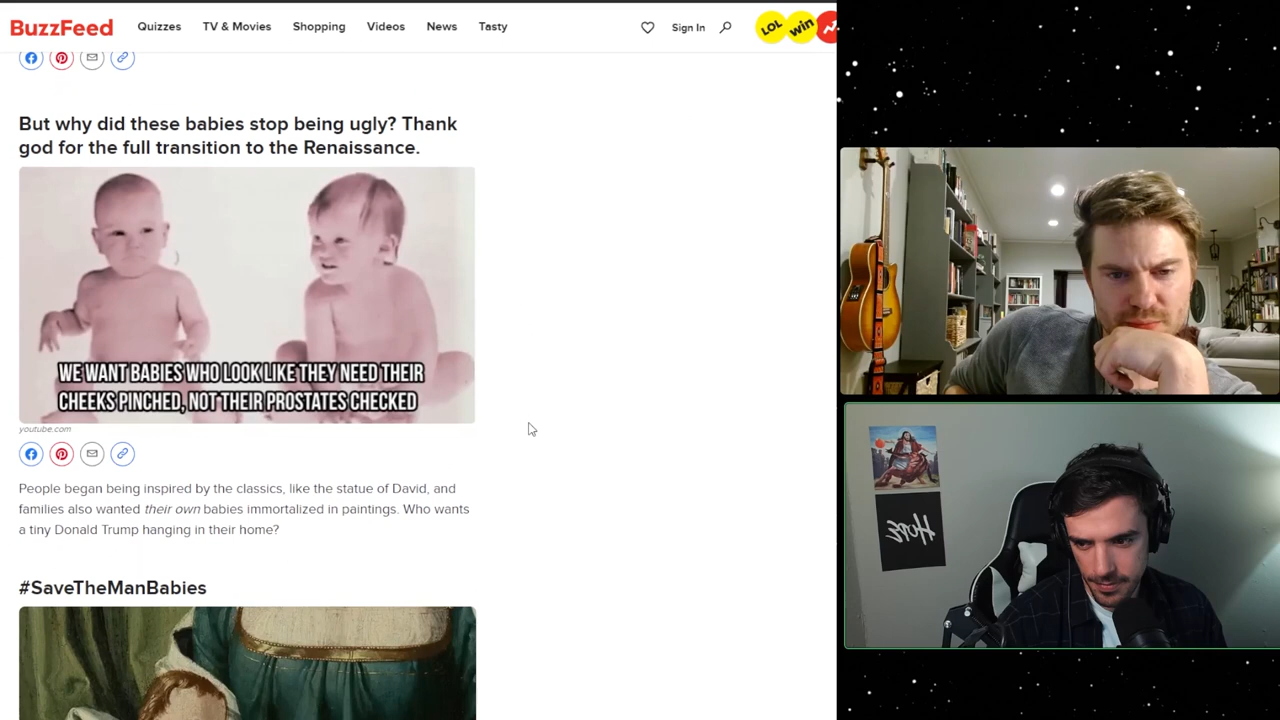 BuzzFeed Quizzes TV & Movies Shopping Videos News Tasty Sign In LOL win
But why did these babies stop being ugly? Thank
god for the full transition to the Renaissance.
WE WANT BABIES WHO LOOK LIKE THEY NEED THEIR
CHEEKS PINCHED, NOT THEIR PROSTATES CHECKED
youtube.com
People began being inspired by the classics, like the statue of David, and
families also wanted their own babies immortalized in paintings. Who wants
a tiny Donald Trump hanging in their home?
#SaveTheManBabies